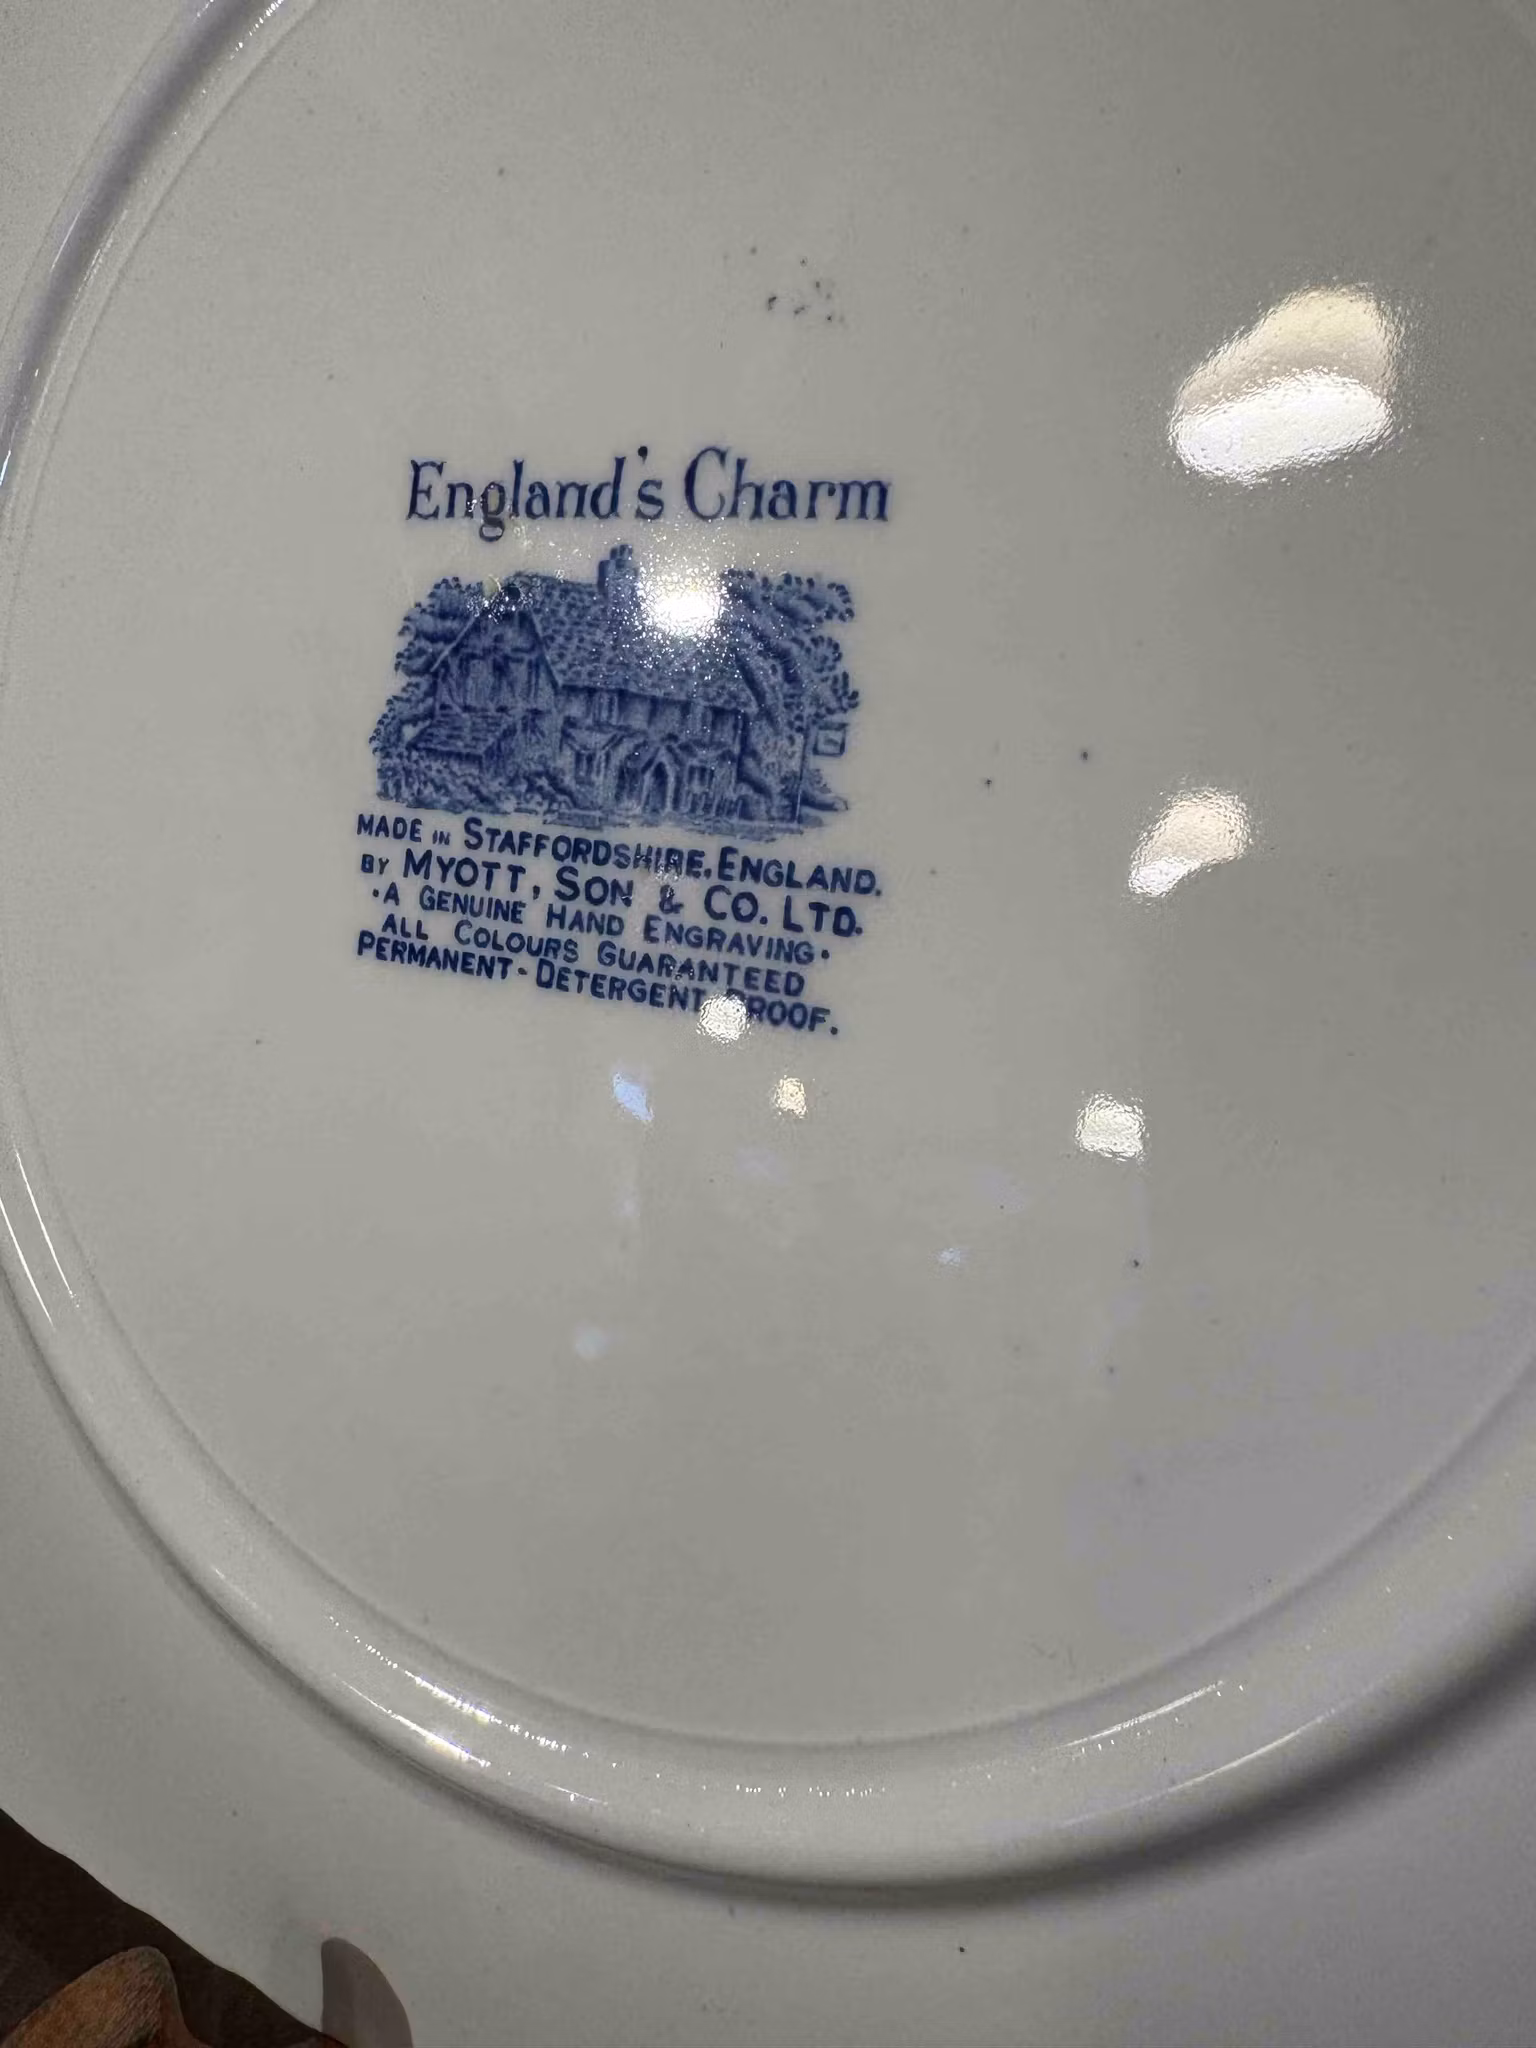 England's Charm
MADE IN STAFFORDSHIRE, ENGLAND.
BY MYOTT, SON & CO. LTD.
·A GENUINE HAND ENGRAVING·
ALL COLOURS GUARANTEED
PERMANENT-DETERGENT PROOF.